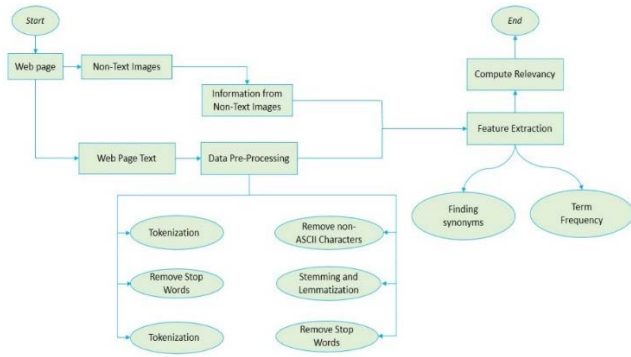 Start
End
Web page
Non-Text Images
Compute Relevancy
Information from
Non-Text Images
Feature Extraction
Web Page Text
Data Pre-Processing
Finding
synonyms
Term
Frequency
Tokenization
Remove non-
ASCII Characters
Remove Stop
Words
Stemming and
Lemmatization
Tokenization
Remove Stop
Words